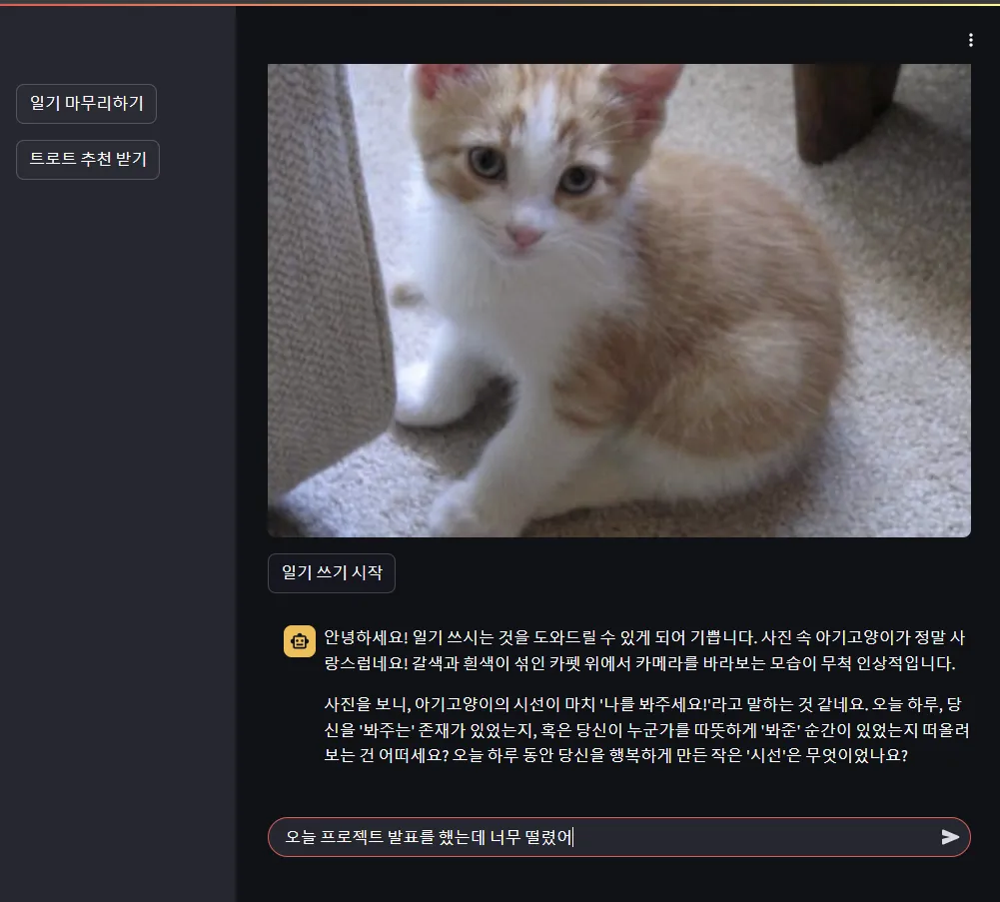 일기 마무리하기
트로트 추천 받기
일기 쓰기 시작
안녕하세요! 일기 쓰시는 것을 도와드릴 수 있게 되어 기쁩니다. 사진 속 아기고양이가 정말 사
랑스럽네요! 갈색과 흰색이 섞인 카펫 위에서 카메라를 바라보는 모습이 무척 인상적입니다.
사진을 보니, 아기고양이의 시선이 마치 '나를 봐주세요!'라고 말하는 것 같네요. 오늘 하루, 당
신을 '봐주는' 존재가 있었는지, 혹은 당신이 누군가를 따뜻하게 '봐준' 순간이 있었는지 떠올려
보는 건 어떠세요? 오늘 하루 동안 당신을 행복하게 만든 작은 '시선'은 무엇이었나요?
오늘 프로젝트 발표를 했는데 너무 떨렸어